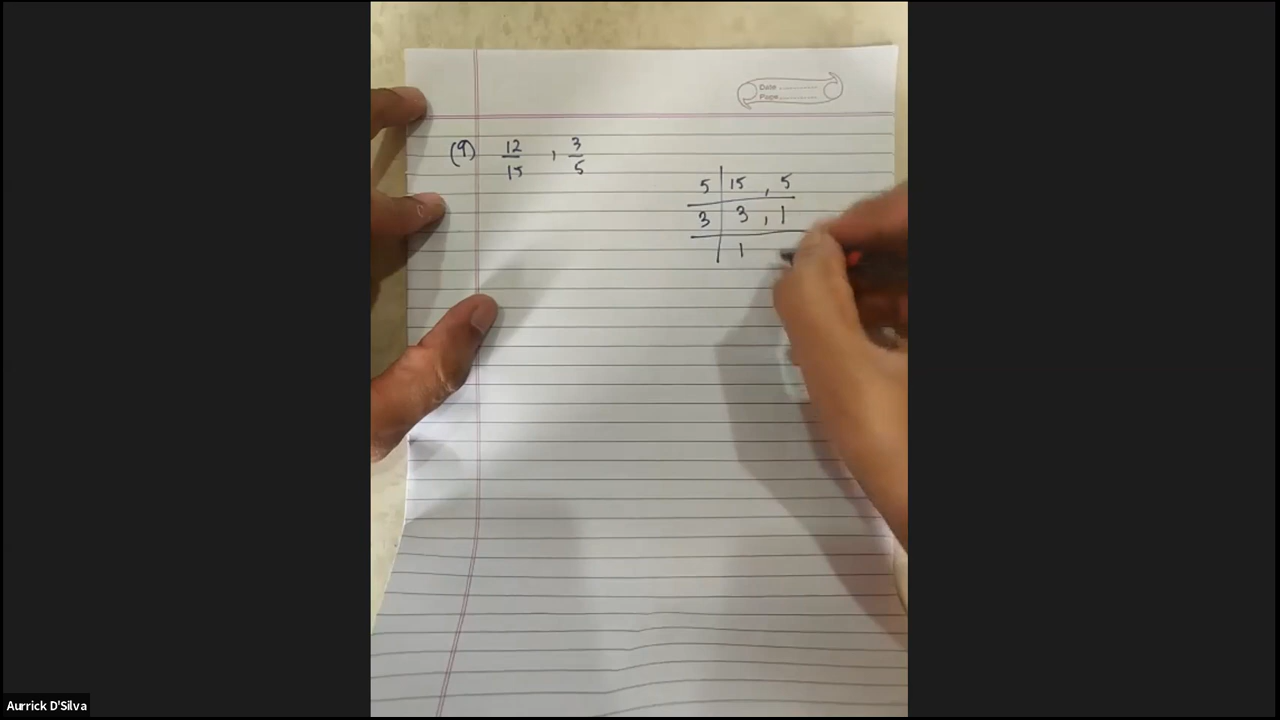 Date ............
Page ............
(9) 12/15 , 3/5
5 | 15 , 5
3 | 3 , 1
| 1
Aurrick D'Silva